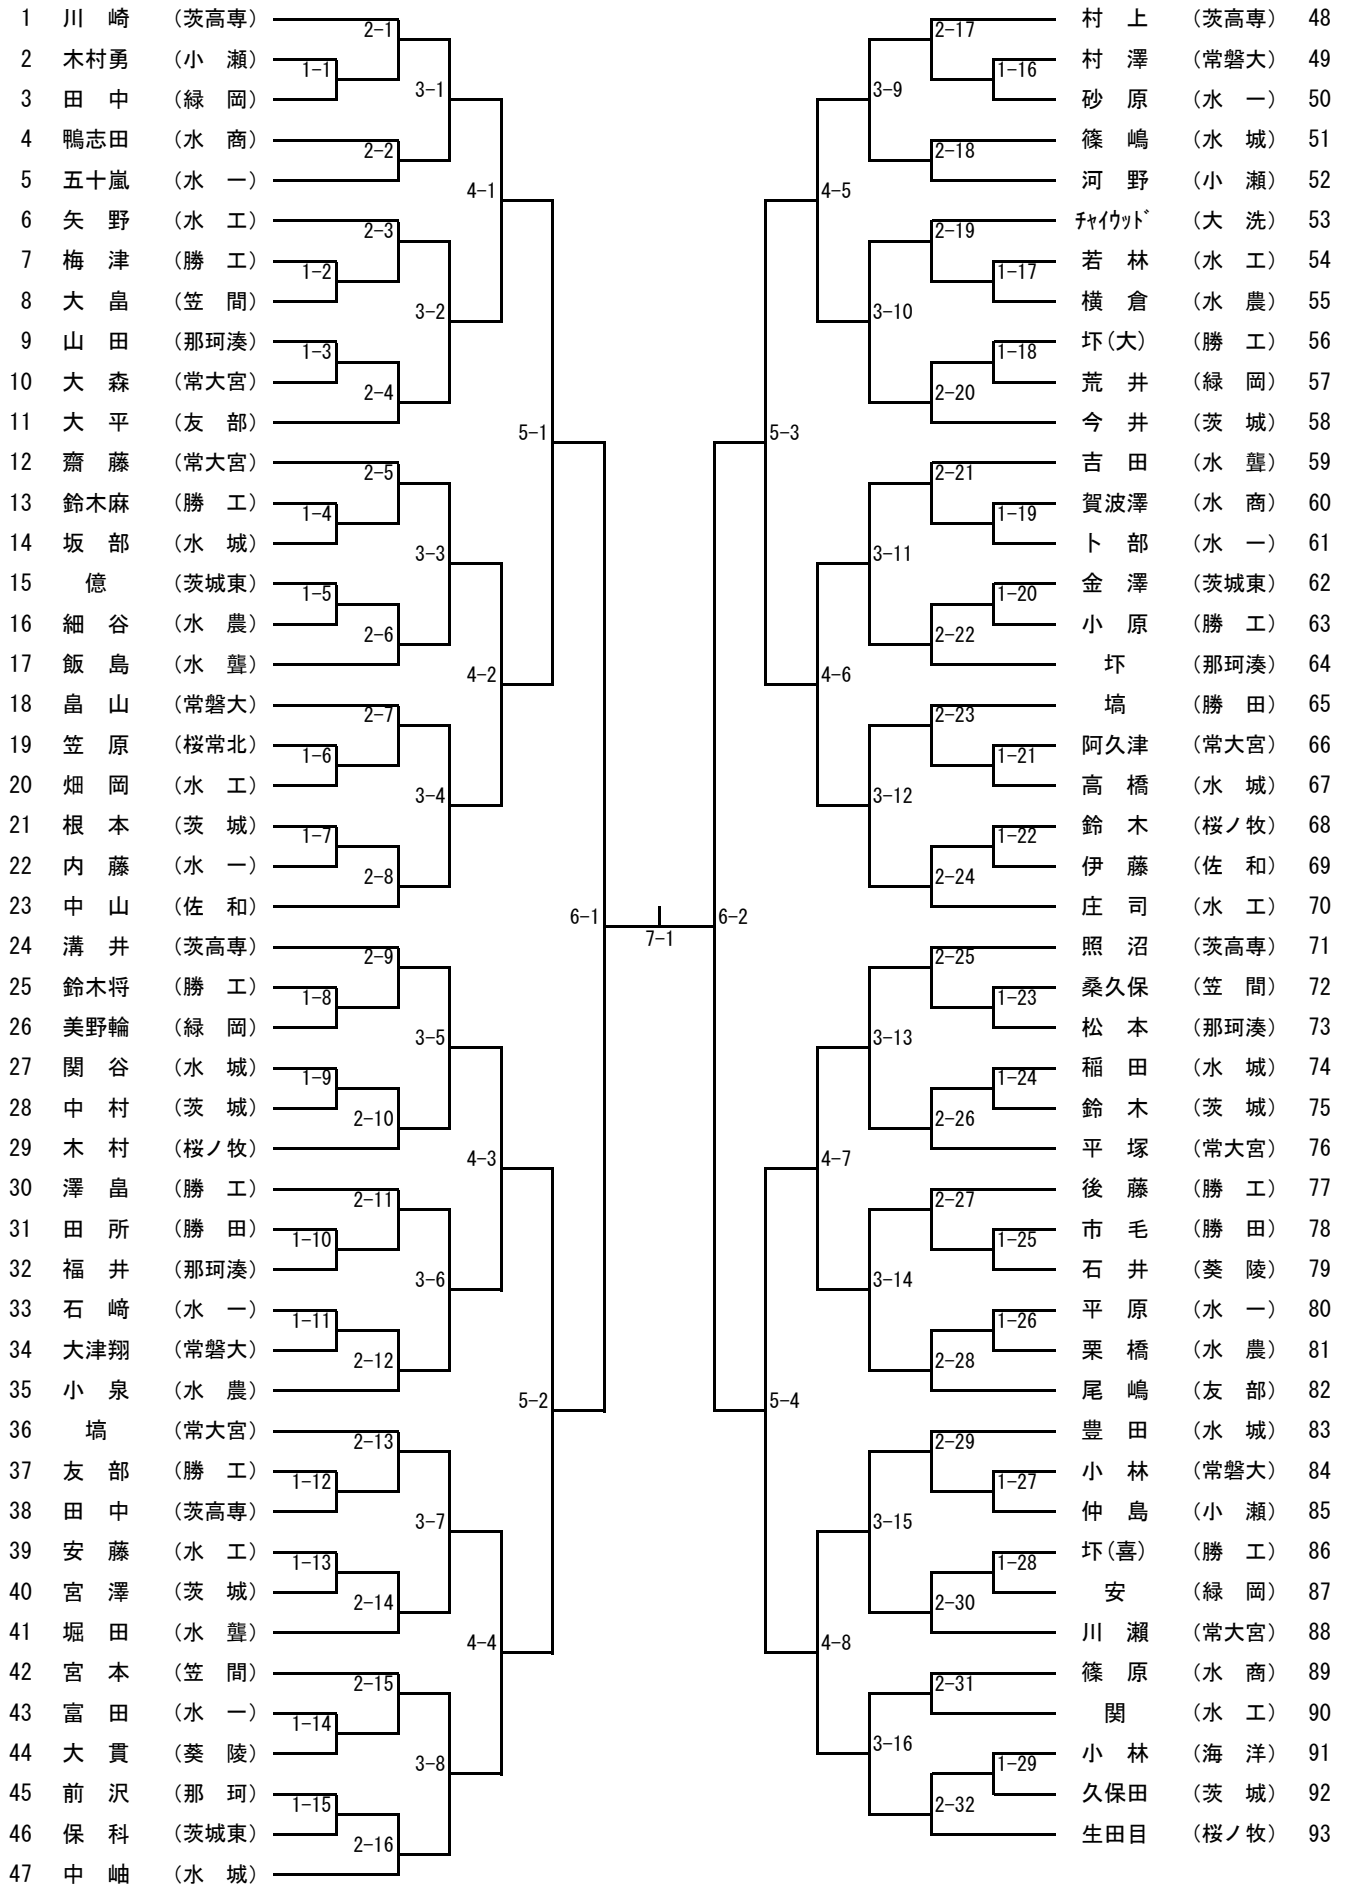 1 川 崎 （茨高専） 2-1 2-17 村 上 （茨高専） 48
2 木村勇 （小 瀬） 1-1 1-16 村 澤 （常磐大） 49
3 田 中 （緑 岡） 3-1 3-9 砂 原 （水 一） 50
4 鴨志田 （水 商） 2-2 2-18 篠 嶋 （水 城） 51
5 五十嵐 （水 一） 4-1 4-5 河 野 （小 瀬） 52
6 矢 野 （水 工） 2-3 2-19 ﾁｬｲｳｯﾄﾞ （大 洗） 53
7 梅 津 （勝 工） 1-2 1-17 若 林 （水 工） 54
8 大 畠 （笠 間） 3-2 3-10 横 倉 （水 農） 55
9 山 田 （那珂湊） 1-3 1-18 圷(大) （勝 工） 56
10 大 森 （常大宮） 2-4 2-20 荒 井 （緑 岡） 57
11 大 平 （友 部） 5-1 5-3 今 井 （茨 城） 58
12 齋 藤 （常大宮） 2-5 2-21 吉 田 （水 聾） 59
13 鈴木麻 （勝 工） 1-4 1-19 賀波澤 （水 商） 60
14 坂 部 （水 城） 3-3 3-11 卜 部 （水 一） 61
15 億 （茨城東） 1-5 1-20 金 澤 （茨城東） 62
16 細 谷 （水 農） 2-6 2-22 小 原 （勝 工） 63
17 飯 島 （水 聾） 4-2 4-6 圷 （那珂湊） 64
18 畠 山 （常磐大） 2-7 2-23 塙 （勝 田） 65
19 笠 原 （桜常北） 1-6 1-21 阿久津 （常大宮） 66
20 畑 岡 （水 工） 3-4 3-12 高 橋 （水 城） 67
21 根 本 （茨 城） 1-7 1-22 鈴 木 （桜ノ牧） 68
22 内 藤 （水 一） 2-8 2-24 伊 藤 （佐 和） 69
23 中 山 （佐 和） 6-1 7-1 6-2 庄 司 （水 工） 70
24 溝 井 （茨高専） 2-9 2-25 照 沼 （茨高専） 71
25 鈴木将 （勝 工） 1-8 1-23 桑久保 （笠 間） 72
26 美野輪 （緑 岡） 3-5 3-13 松 本 （那珂湊） 73
27 関 谷 （水 城） 1-9 1-24 稲 田 （水 城） 74
28 中 村 （茨 城） 2-10 2-26 鈴 木 （茨 城） 75
29 木 村 （桜ノ牧） 4-3 4-7 平 塚 （常大宮） 76
30 澤 畠 （勝 工） 2-11 2-27 後 藤 （勝 工） 77
31 田 所 （勝 田） 1-10 1-25 市 毛 （勝 田） 78
32 福 井 （那珂湊） 3-6 3-14 石 井 （葵 陵） 79
33 石 﨑 （水 一） 1-11 1-26 平 原 （水 一） 80
34 大津翔 （常磐大） 2-12 2-28 栗 橋 （水 農） 81
35 小 泉 （水 農） 5-2 5-4 尾 嶋 （友 部） 82
36 塙 （常大宮） 2-13 2-29 豊 田 （水 城） 83
37 友 部 （勝 工） 1-12 1-27 小 林 （常磐大） 84
38 田 中 （茨高専） 3-7 3-15 仲 島 （小 瀬） 85
39 安 藤 （水 工） 1-13 1-28 圷(喜) （勝 工） 86
40 宮 澤 （茨 城） 2-14 2-30 安 （緑 岡） 87
41 堀 田 （水 聾） 4-4 4-8 川 瀬 （常大宮） 88
42 宮 本 （笠 間） 2-15 2-31 篠 原 （水 商） 89
43 富 田 （水 一） 1-14 関 （水 工） 90
44 大 貫 （葵 陵） 3-8 3-16 1-29 小 林 （海 洋） 91
45 前 沢 （那 珂） 1-15 2-32 久保田 （茨 城） 92
46 保 科 （茨城東） 2-16 生田目 （桜ノ牧） 93
47 中 岫 （水 城）